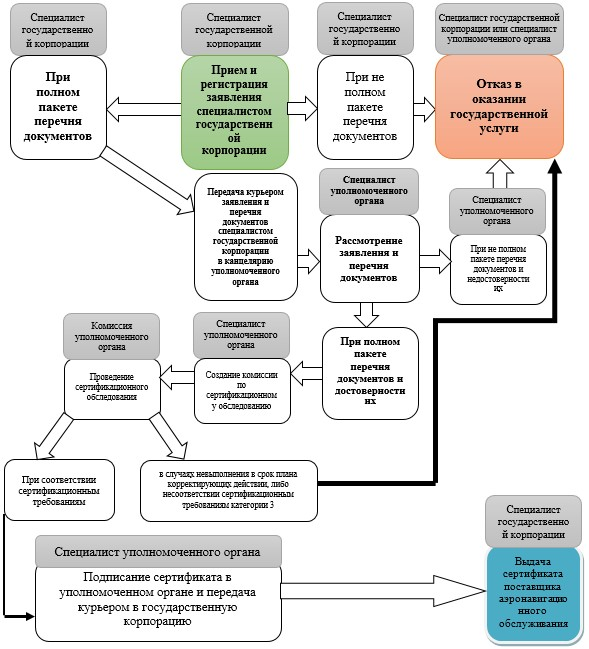 Специалист
государственно
й корпорации
При
полном
пакете
перечня
документов
Специалист
государственной
корпорации
Прием и
регистрация
заявления
специалистом
государственн
ой
корпорации
Специалист
государственно
й корпорации
При не
полном
пакете
перечня
документов
Специалист государственной
корпорации или специалист
уполномоченного органа
Отказ в
оказании
государственной
услуги
Передача курьером
заявления и
перечня
документов
специалистом
государственной
корпорации
в канцелярию
уполномоченного
органа
Специалист
уполномоченного
органа
Рассмотрение
заявления и
перечня
документов
Специалист
уполномоченного
органа
При не полном
пакете перечня
документов и
недостоверности
их
Комиссия
уполномоченного
органа
Проведение
сертификационного
обследования
Специалист
уполномоченного
органа
Создание комиссии
по
сертификационном
у обследованию
При полном
пакете
перечня
документов и
достоверности
их
При соответствии
сертификационным
требованиям
в случаях невыполнения в срок плана
корректирующих действии, либо
несоответствии сертификационным
требованиям категории 3
Специалист уполномоченного органа
Подписание сертификата в
уполномоченном органе и передача
курьером в государственную
корпорацию
Специалист
государственно
й корпорации
Выдача
сертификата
поставщика
аэронавигацио
нного
обслуживания